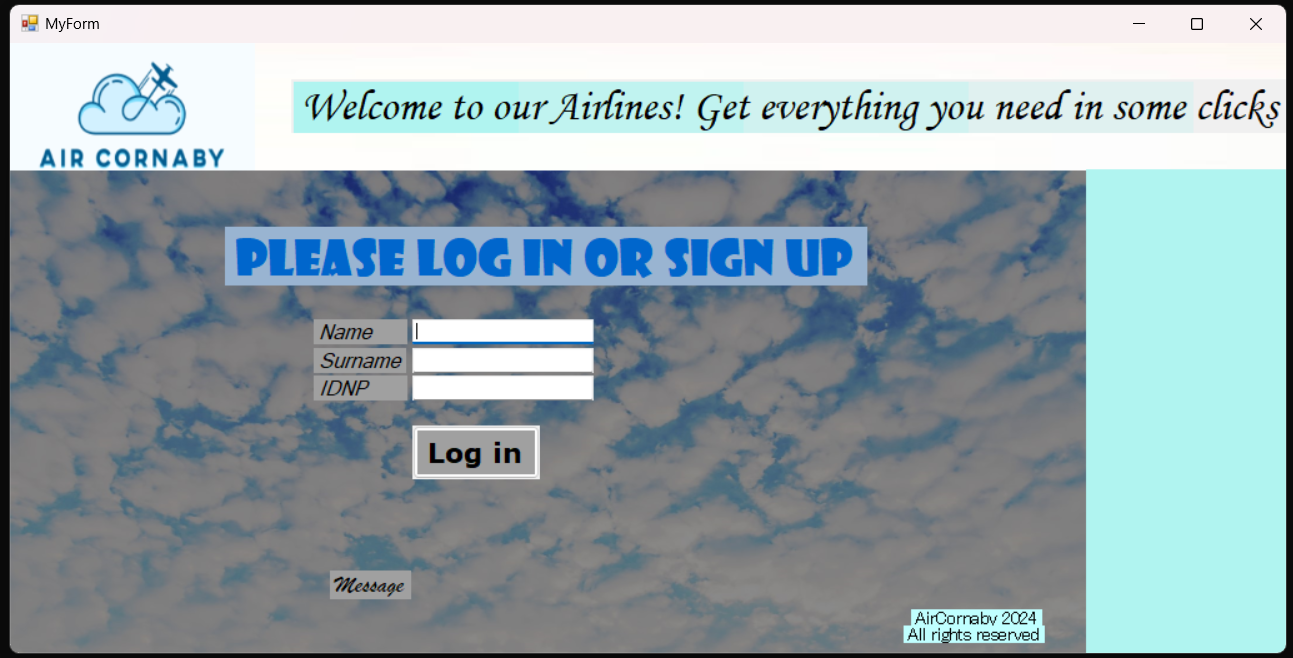 MyForm
AIR CORNABY
Welcome to our Airlines! Get everything you need in some clicks
PLEASE LOG IN OR SIGN UP
Name
Surname
IDNP
Log in
Message
AirCornaby 2024
All rights reserved